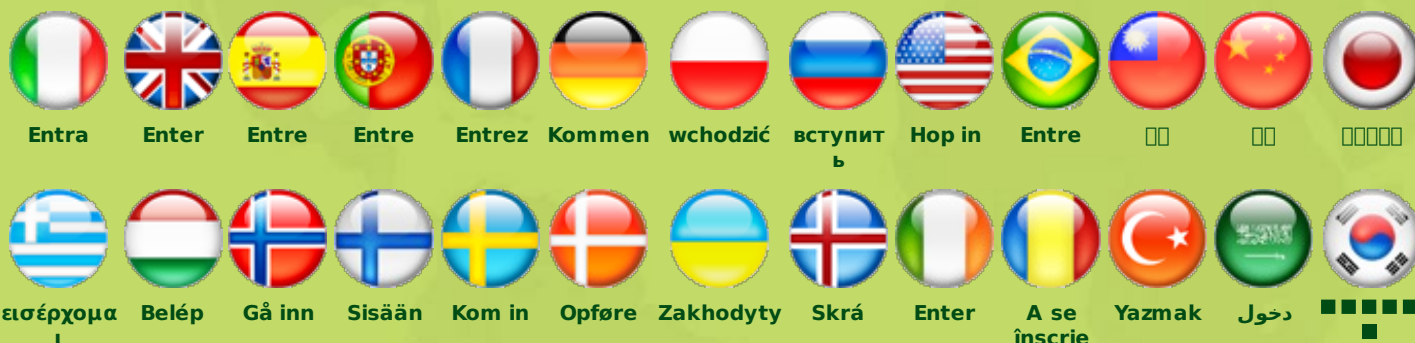 Entra Enter Entre Entre Entrez Kommen wchodzić вступит Hop in Entre
ь
εισέρχομα Belép Gå inn Sisään Kom in Opføre Zakhodyty Skrá Enter A se Yazmak دخول
ι înscrie